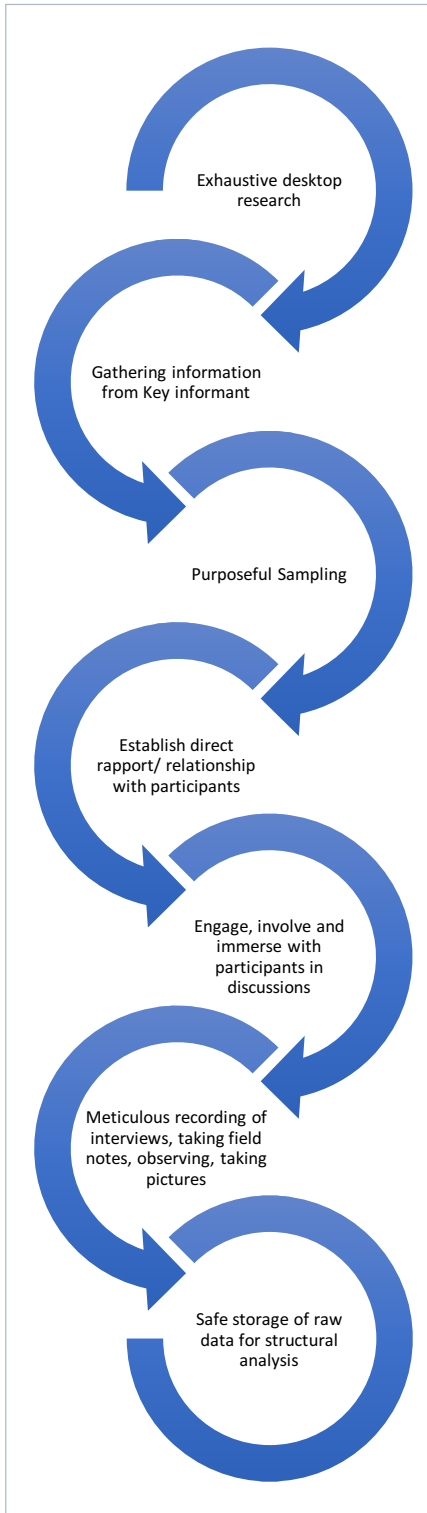 Exhaustive desktop
research
Gathering information
from Key informant
Purposeful Sampling
Establish direct
rapport/ relationship
with participants
Engage, involve and
immerse with
participants in
discussions
Meticulous recording of
interviews, taking field
notes, observing, taking
pictures
Safe storage of raw
data for structural
analysis